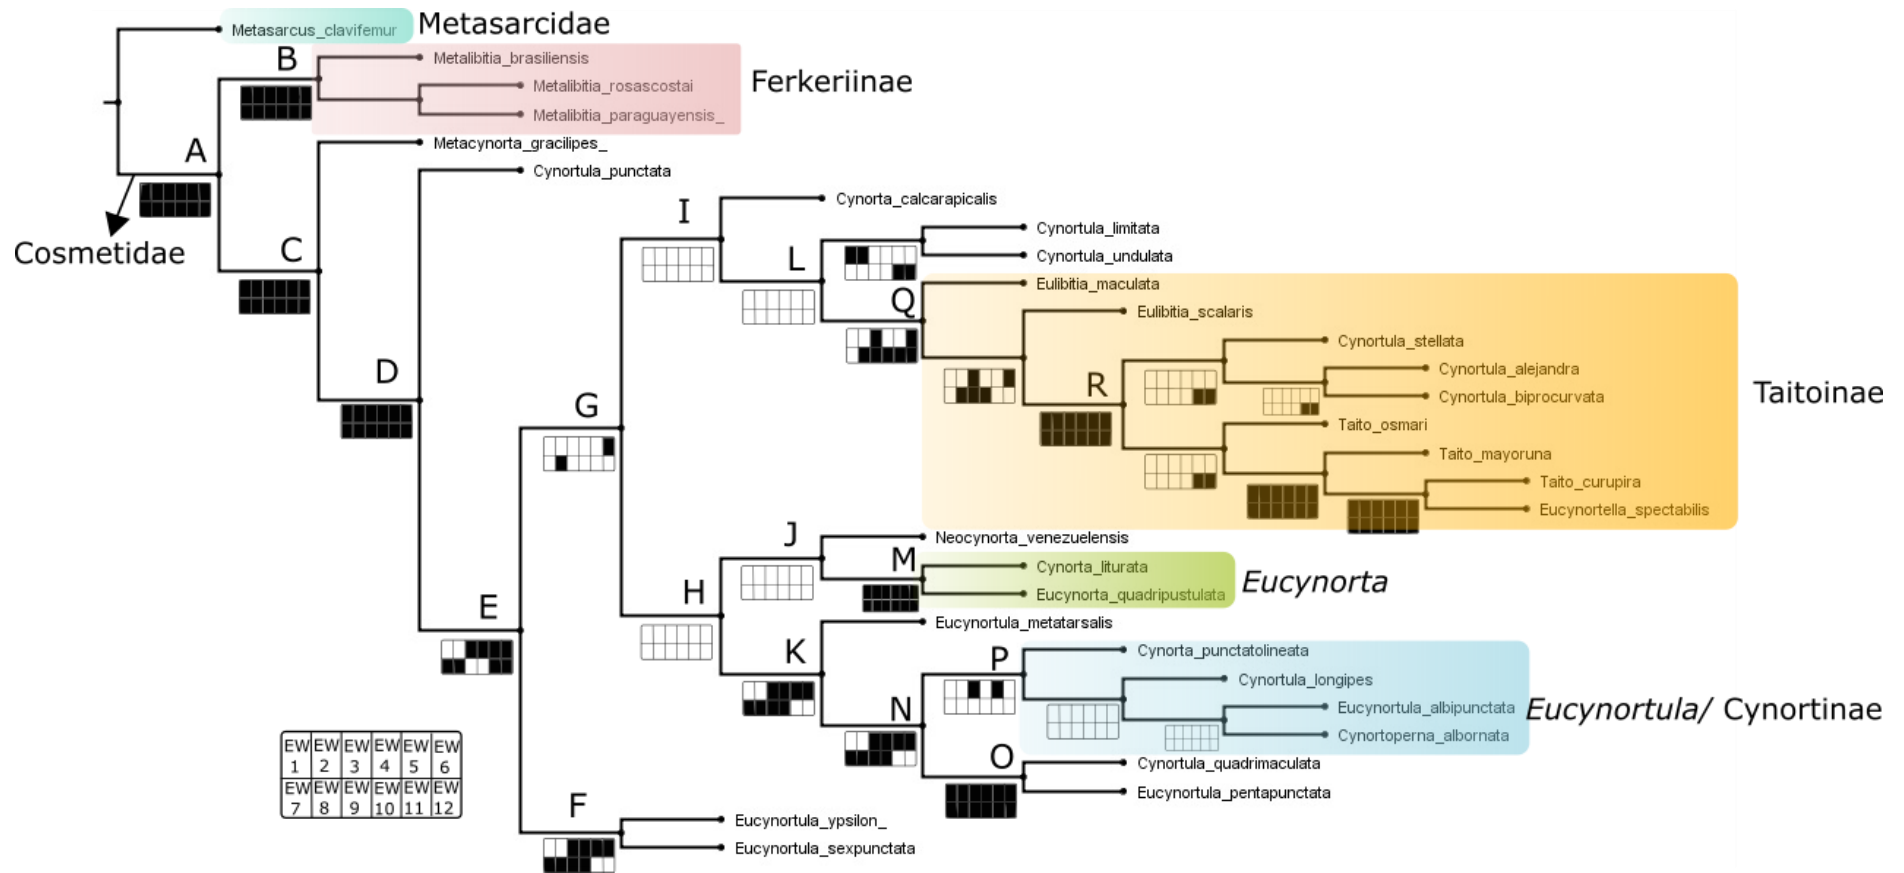 Metasarcus_clavifemur
Metasarcidae
B
Metalibitia_brasiliensis
Metalibitia_rosascostai
Metalibitia_paraguayensis_
Ferkeriinae
Metacynorta_gracilipes_
A
Cynortula_punctata
Cosmetidae
C
I
Cynorta_calcarapicalis
L
Cynortula_limitata
Cynortula_undulata
Q
Eulibitia_maculata
Eulibitia_scalaris
D
R
Cynortula_stellata
Cynortula_alejandra
Cynortula_biprocurvata
Taitoinae
G
Taito_osmari
Taito_mayoruna
Taito_curupira
Eucynortella_spectabilis
J
Neocynorta_venezuelensis
M
Cynorta_liturata
Eucynorta_quadripustulata
Eucynorta
E
H
Eucynortula_metatarsalis
K
P
Cynorta_punctatolineata
Cynortula_longipes
Eucynortula_albipunctata
Cynortoperna_albornata
Eucynortula/ Cynortinae
N
O
Cynortula_quadrimaculata
Eucynortula_pentapunctata
EW EW EW EW EW EW
1 2 3 4 5 6
EW EW EW EW EW EW
7 8 9 10 11 12
F
Eucynortula_ypsilon_
Eucynortula_sexpunctata